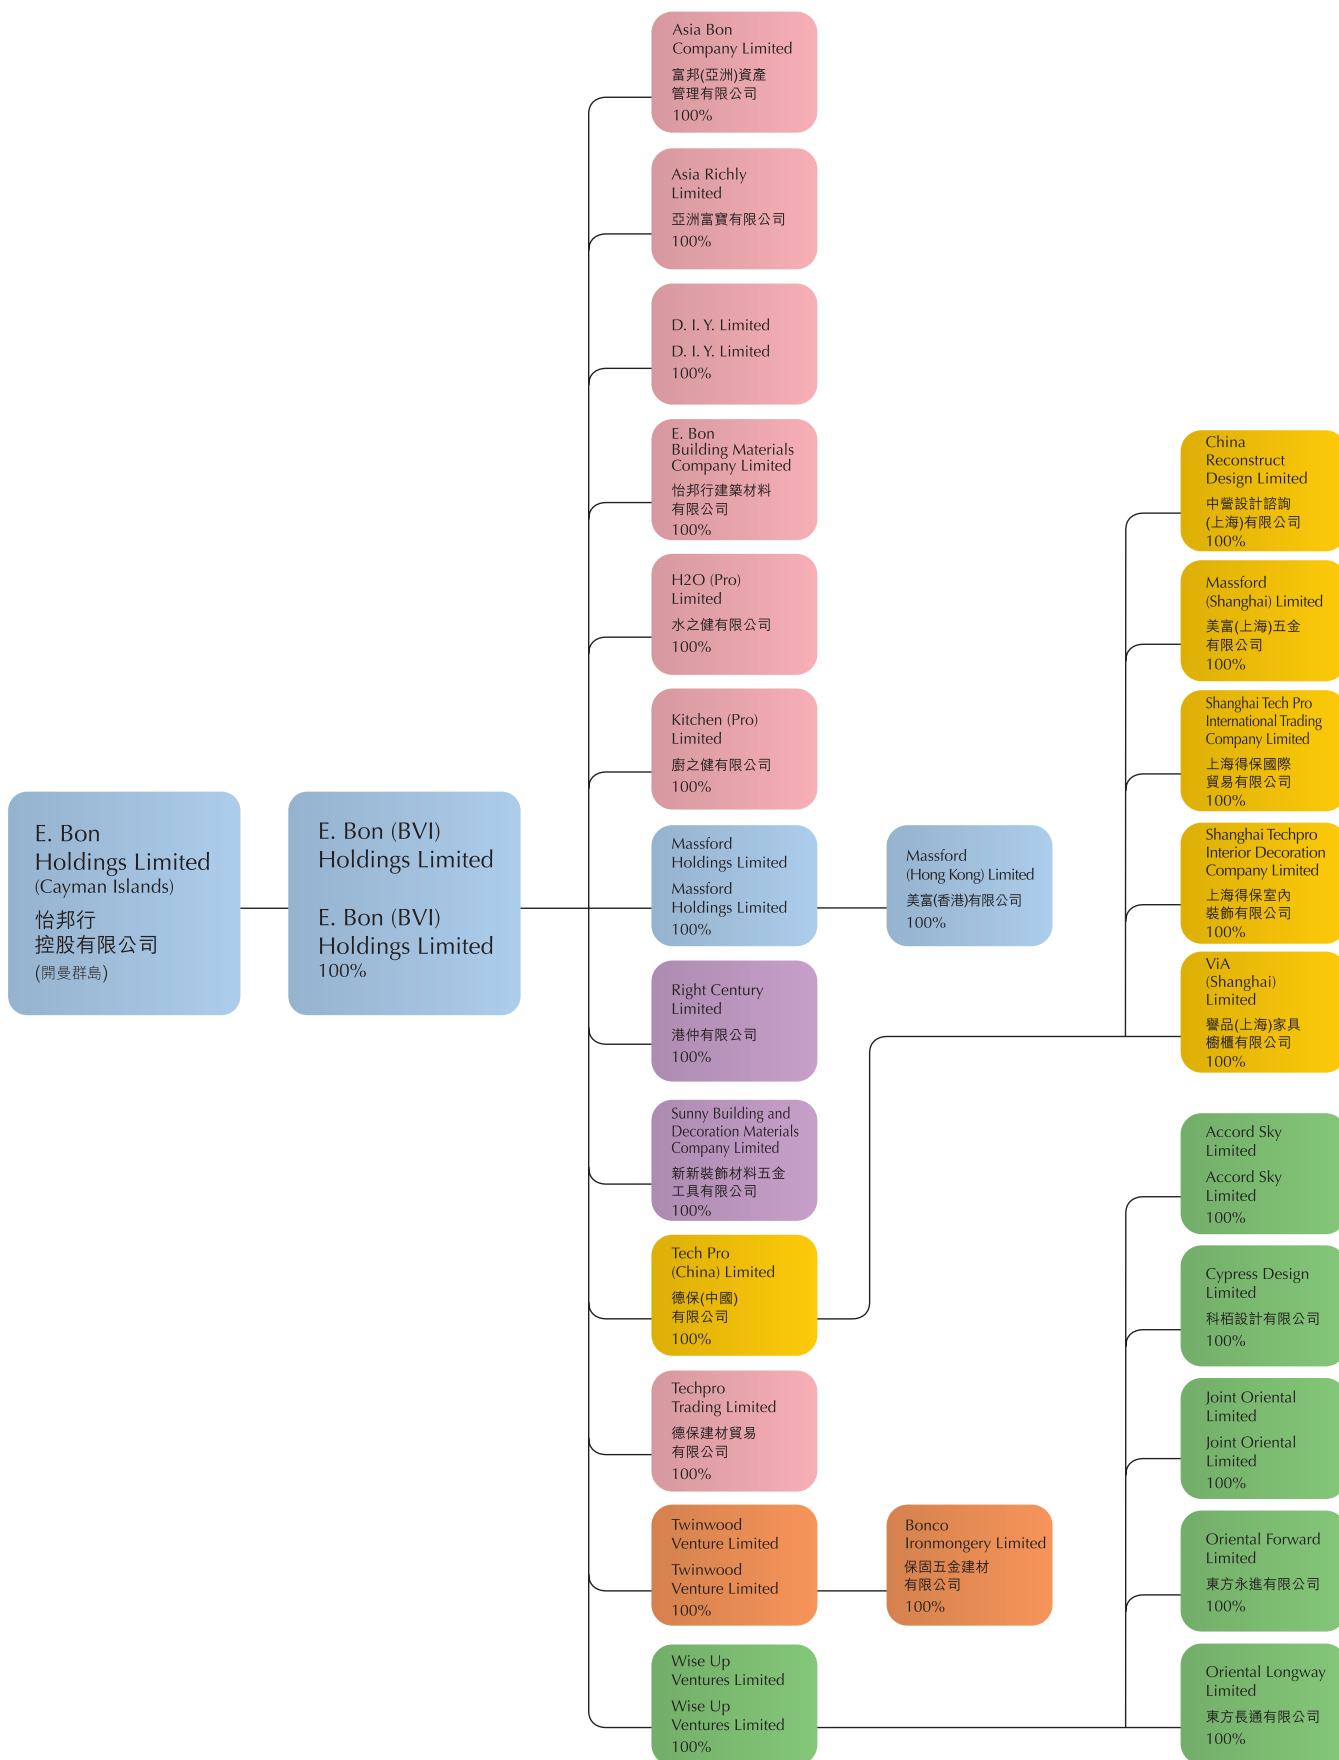 E. Bon
Holdings Limited
(Cayman Islands)
怡邦行
控股有限公司
(開曼群島)
E. Bon (BVI)
Holdings Limited
E. Bon (BVI)
Holdings Limited
100%
Asia Bon
Company Limited
富邦(亞洲)資產
管理有限公司
100%
Asia Richly
Limited
亞洲富寶有限公司
100%
D. I. Y. Limited
D. I. Y. Limited
100%
E. Bon
Building Materials
Company Limited
怡邦行建築材料
有限公司
100%
H2O (Pro)
Limited
水之健有限公司
100%
Kitchen (Pro)
Limited
廚之健有限公司
100%
Massford
Holdings Limited
Massford
Holdings Limited
100%
Massford
(Hong Kong) Limited
美富(香港)有限公司
100%
Right Century
Limited
港仲有限公司
100%
Sunny Building and
Decoration Materials
Company Limited
新新裝飾材料五金
工具有限公司
100%
Tech Pro
(China) Limited
德保(中國)
有限公司
100%
Techpro
Trading Limited
德保建材貿易
有限公司
100%
Twinwood
Venture Limited
Twinwood
Venture Limited
100%
Bonco
Ironmongery Limited
保固五金建材
有限公司
100%
Wise Up
Ventures Limited
Wise Up
Ventures Limited
100%
China
Reconstruct
Design Limited
中營設計諮詢
(上海)有限公司
100%
Massford
(Shanghai) Limited
美富(上海)五金
有限公司
100%
Shanghai Tech Pro
International Trading
Company Limited
上海得保國際
貿易有限公司
100%
Shanghai Techpro
Interior Decoration
Company Limited
上海得保室內
裝飾有限公司
100%
ViA
(Shanghai)
Limited
譽品(上海)家具
櫥櫃有限公司
100%
Accord Sky
Limited
Accord Sky
Limited
100%
Cypress Design
Limited
科栢設計有限公司
100%
Joint Oriental
Limited
Joint Oriental
Limited
100%
Oriental Forward
Limited
東方永進有限公司
100%
Oriental Longway
Limited
東方長通有限公司
100%